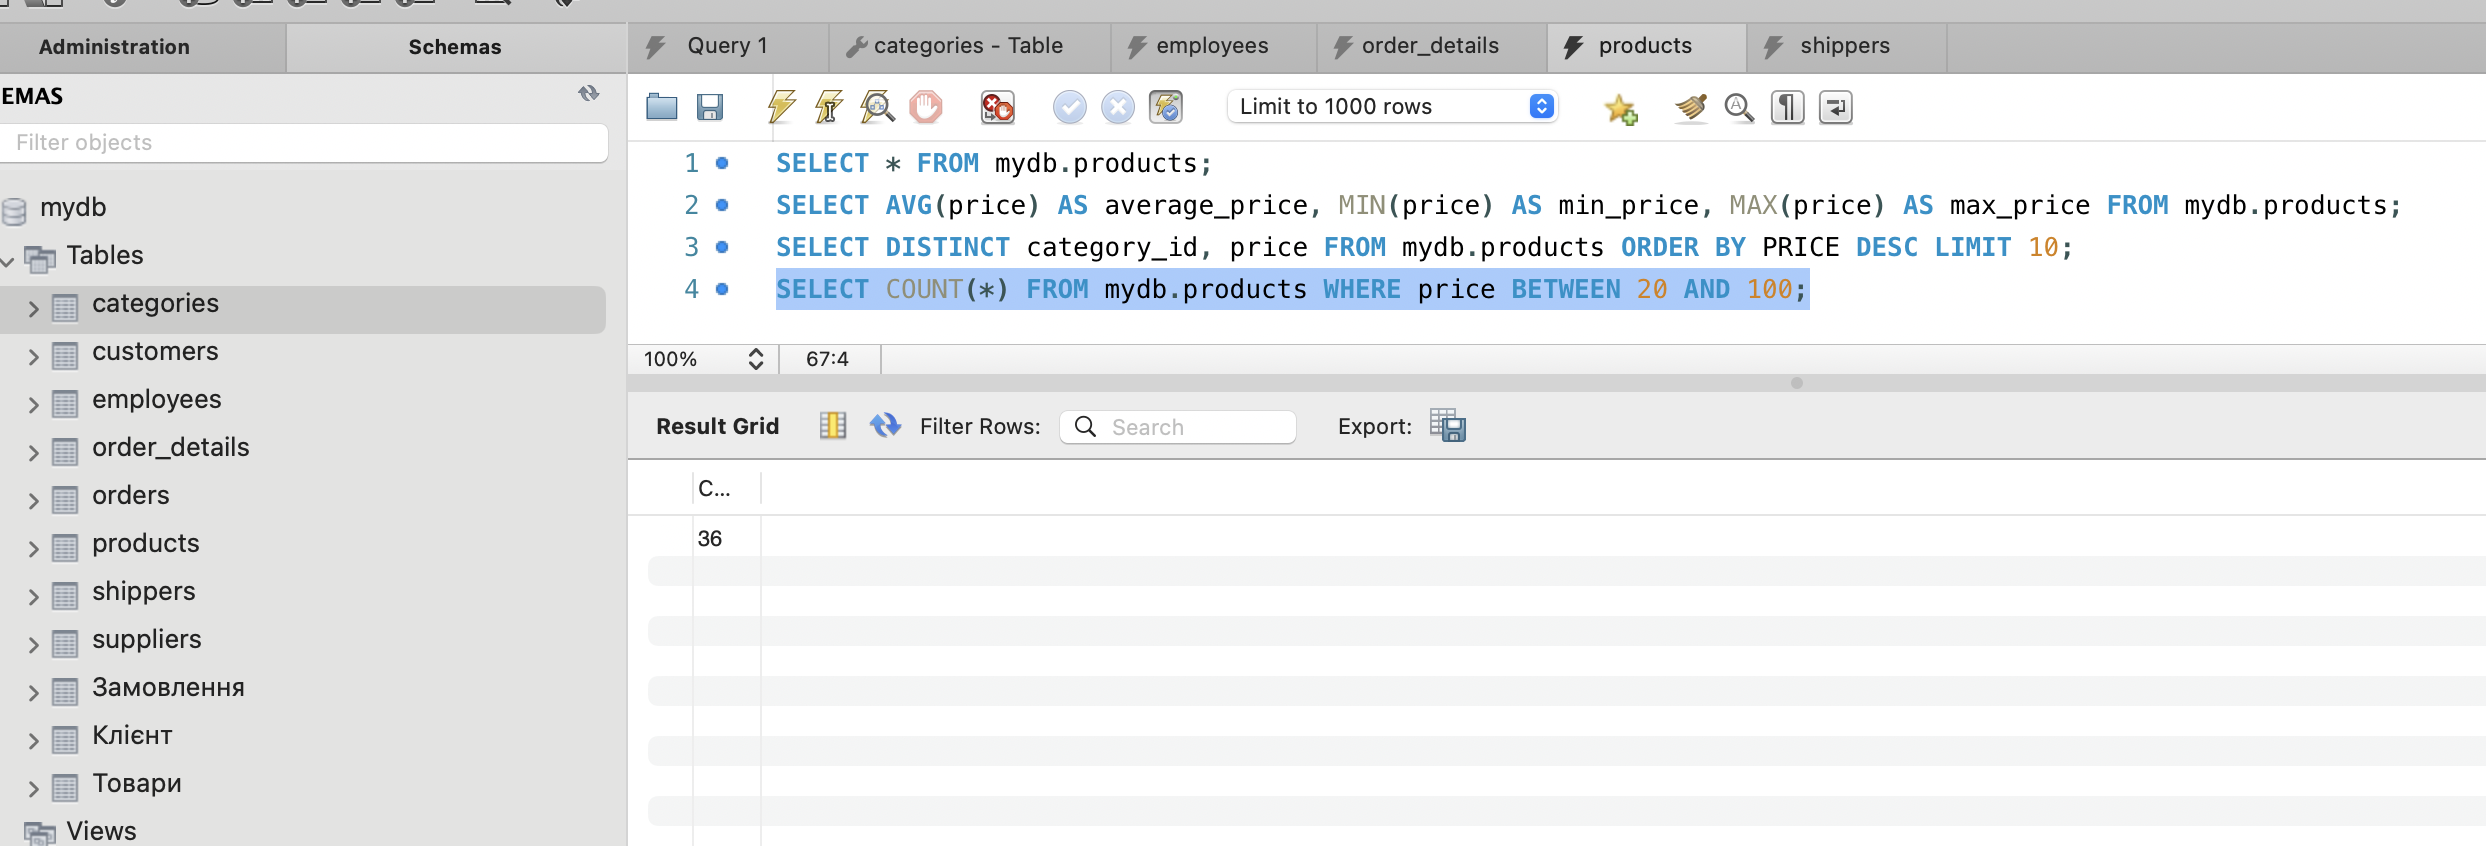 Administration
Schemas
EMAS
Filter objects
mydb
Tables
categories
customers
employees
order_details
orders
products
shippers
suppliers
Замовлення
Клієнт
Товари
Views
Query 1
categories - Table
employees
order_details
products
shippers
Limit to 1000 rows
1 SELECT * FROM mydb.products;
2 SELECT AVG(price) AS average_price, MIN(price) AS min_price, MAX(price) AS max_price FROM mydb.products;
3 SELECT DISTINCT category_id, price FROM mydb.products ORDER BY PRICE DESC LIMIT 10;
4 SELECT COUNT(*) FROM mydb.products WHERE price BETWEEN 20 AND 100;
100% 67:4
Result Grid Filter Rows: Search Export:
C...
36